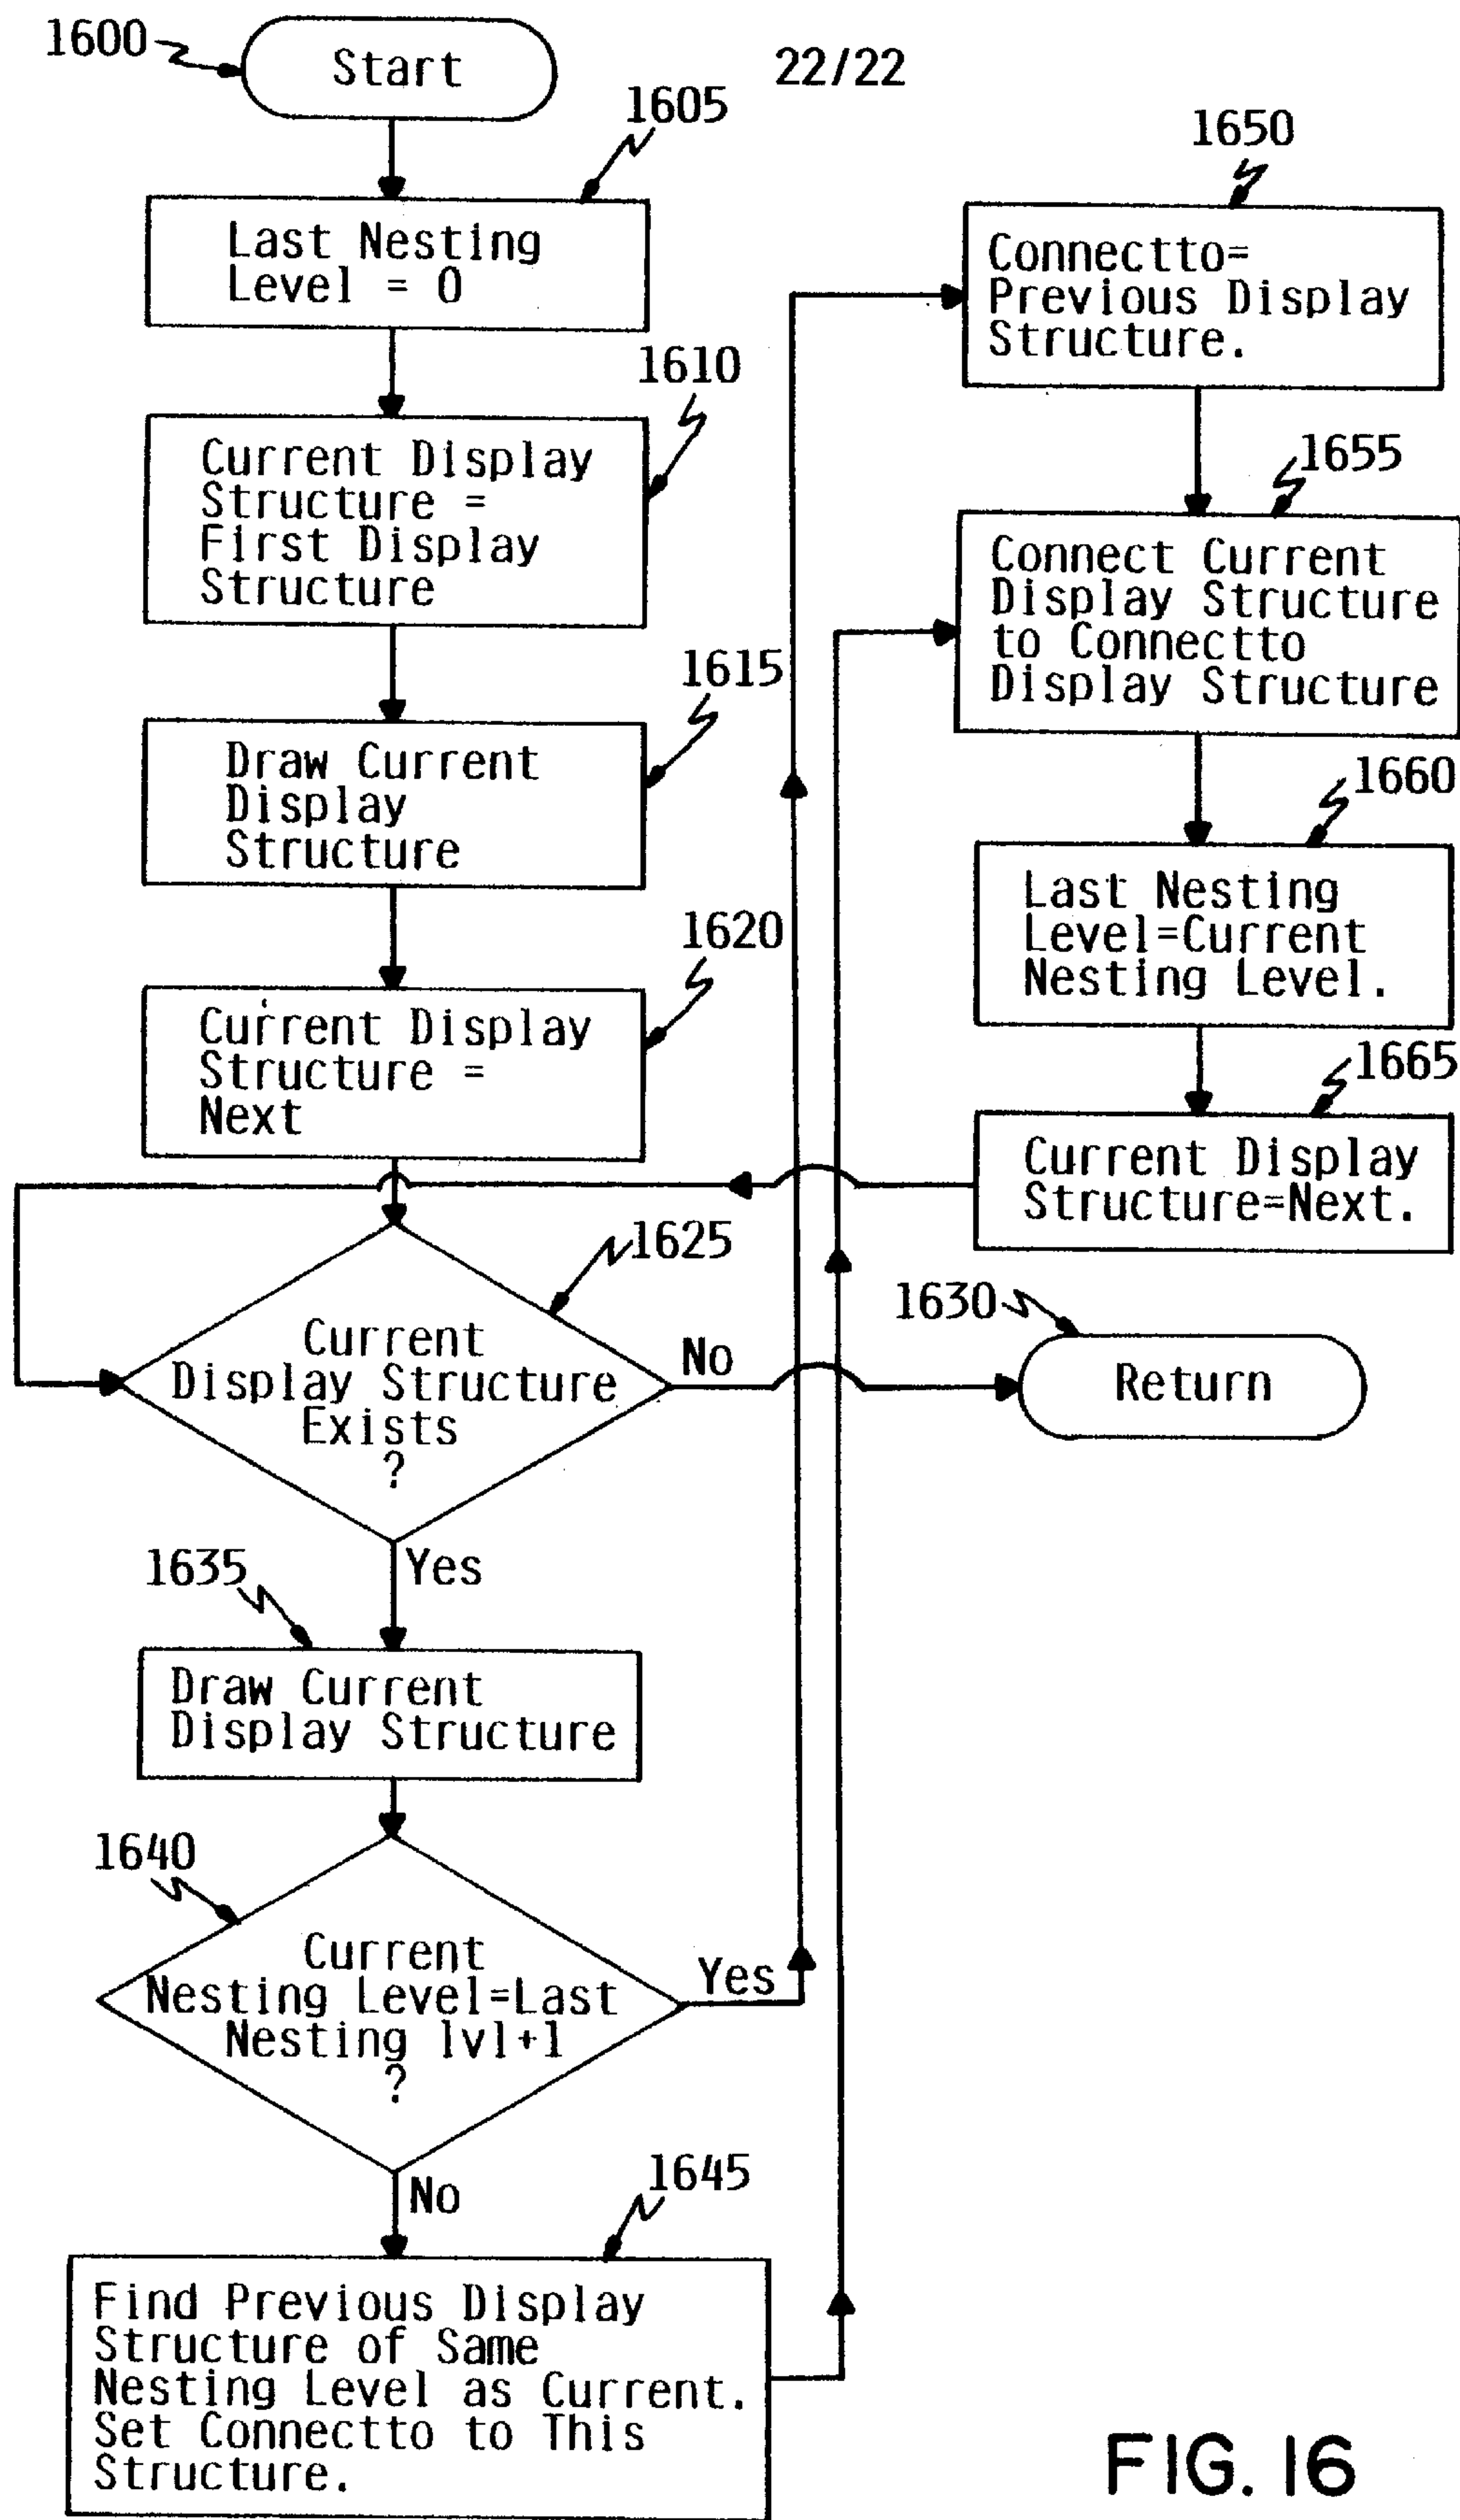 1600
Start
22/22
1605
Last Nesting
Level = 0
1610
Current Display
Structure =
First Display
Structure
1615
Draw Current
Display
Structure
1620
Current Display
Structure =
Next
1625
Current
Display Structure
Exists
?
No
1630
Return
Yes
1635
Draw Current
Display Structure
1640
Current
Nesting Level=Last
Nesting lvl+1
?
Yes
No
1645
Find Previous Display
Structure of Same
Nesting Level as Current.
Set Connectto to This
Structure.
1650
Connectto=
Previous Display
Structure.
1655
Connect Current
Display Structure
to Connectto
Display Structure
1660
Last Nesting
Level=Current
Nesting Level.
1665
Current Display
Structure=Next.
FIG. 16